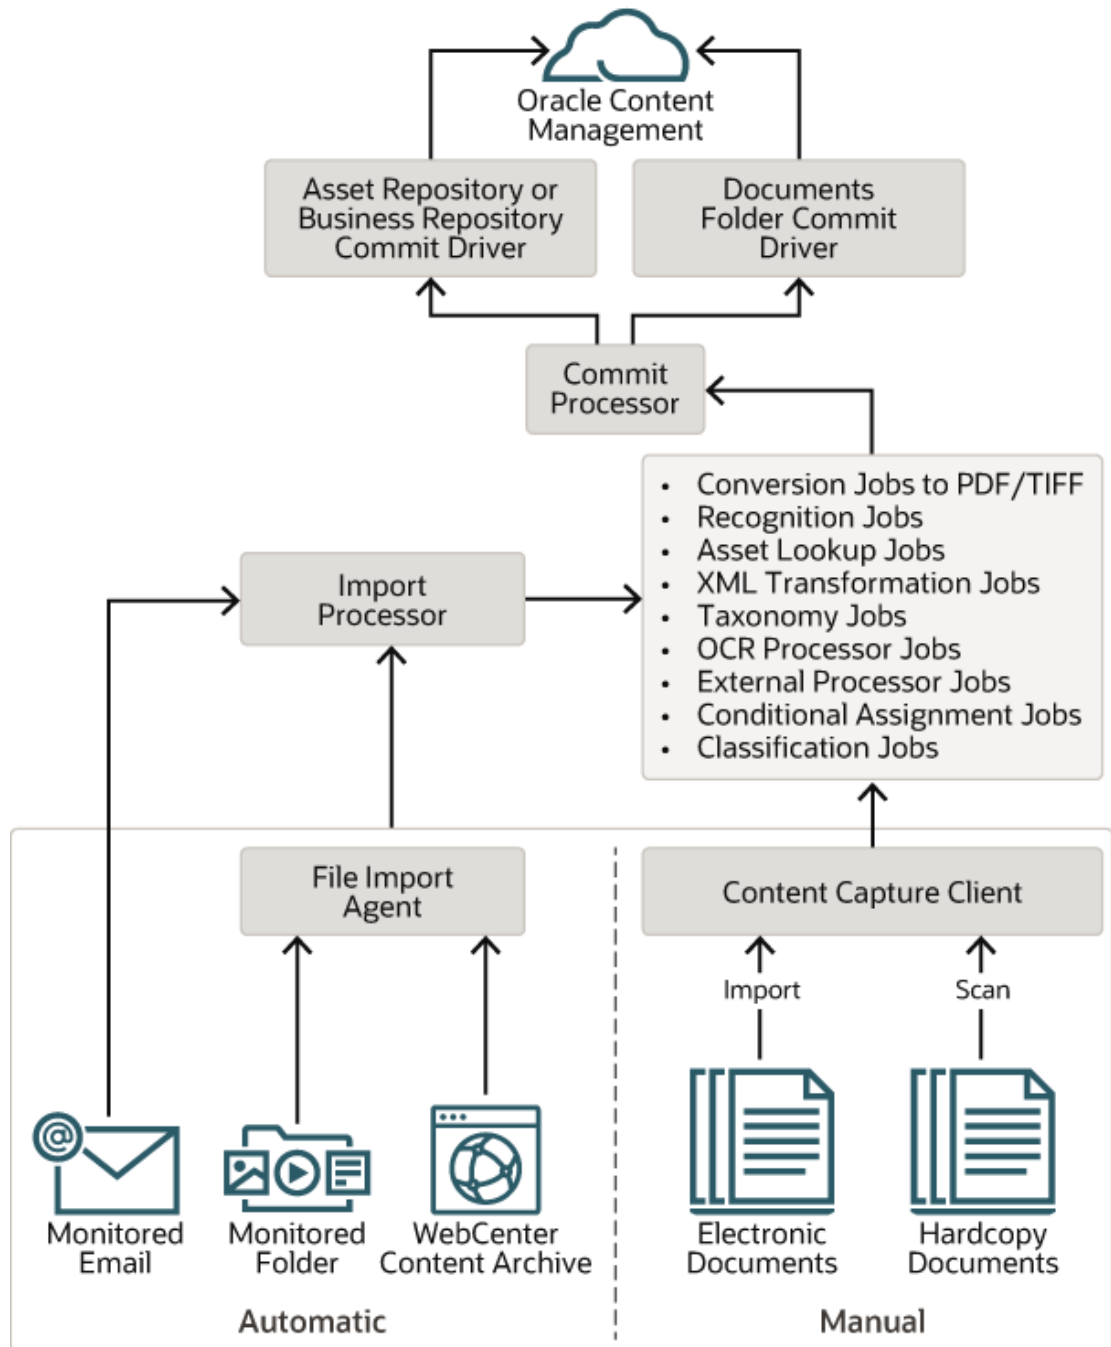 Oracle Content
Management
Asset Repository or
Business Repository
Commit Driver
Documents
Folder Commit
Driver
Commit
Processor
• Conversion Jobs to PDF/TIFF
• Recognition Jobs
• Asset Lookup Jobs
• XML Transformation Jobs
• Taxonomy Jobs
• OCR Processor Jobs
• External Processor Jobs
• Conditional Assignment Jobs
• Classification Jobs
Import
Processor
File Import
Agent
Content Capture Client
Import
Scan
@
Monitored
Email
Monitored
Folder
WebCenter
Content Archive
Electronic
Documents
Hardcopy
Documents
Automatic
Manual